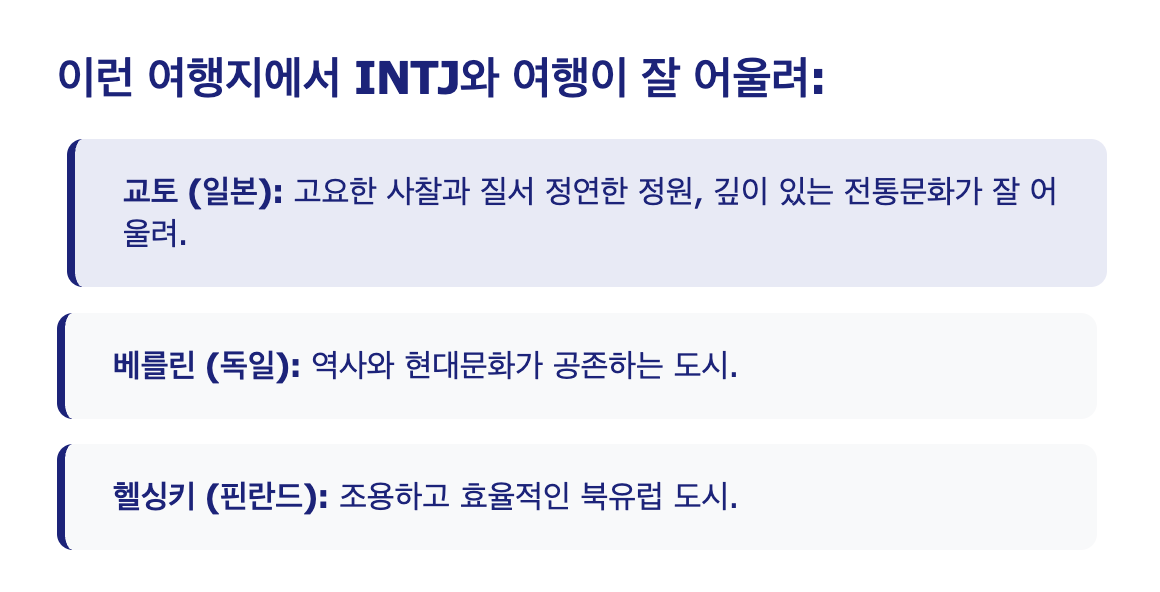 이런 여행지에서 INTJ와 여행이 잘 어울려:
교토 (일본): 고요한 사찰과 질서 정연한 정원, 깊이 있는 전통문화가 잘 어
울려.
베를린 (독일): 역사와 현대문화가 공존하는 도시.
헬싱키 (핀란드): 조용하고 효율적인 북유럽 도시.